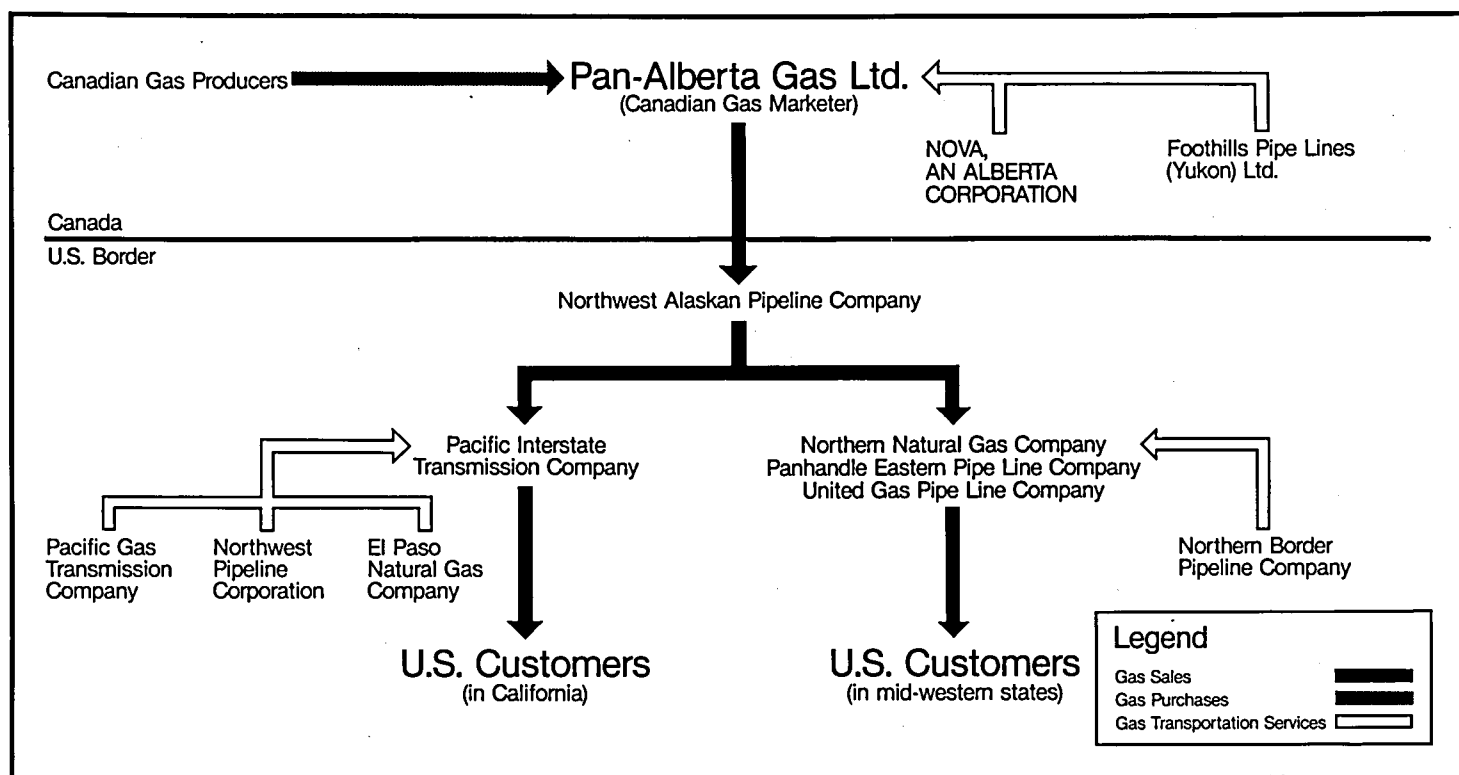 Canadian Gas Producers
Pan-Alberta Gas Ltd.
(Canadian Gas Marketer)
NOVA,
AN ALBERTA
CORPORATION
Foothills Pipe Lines
(Yukon) Ltd.
Canada
U.S. Border
Northwest Alaskan Pipeline Company
Pacific Interstate
Transmission Company
Northern Natural Gas Company
Panhandle Eastern Pipe Line Company
United Gas Pipe Line Company
Pacific Gas
Transmission
Company
Northwest
Pipeline
Corporation
El Paso
Natural Gas
Company
Northern Border
Pipeline Company
U.S. Customers
(in California)
U.S. Customers
(in mid-western states)
Legend
Gas Sales
Gas Purchases
Gas Transportation Services